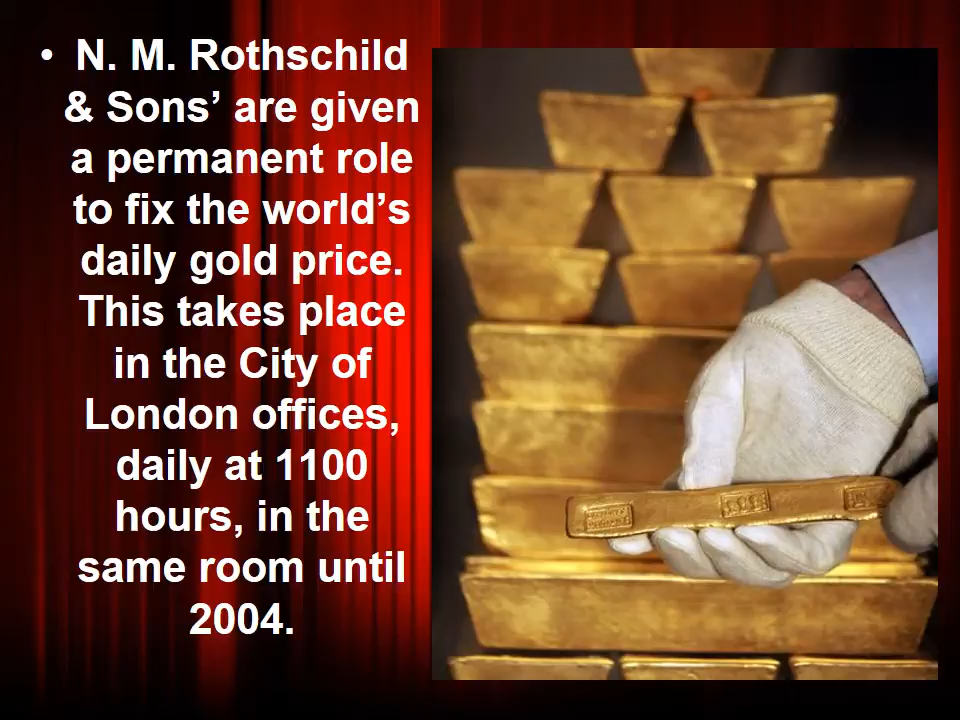 • N. M. Rothschild
& Sons’ are given
a permanent role
to fix the world’s
daily gold price.
This takes place
in the City of
London offices,
daily at 1100
hours, in the
same room until
2004.